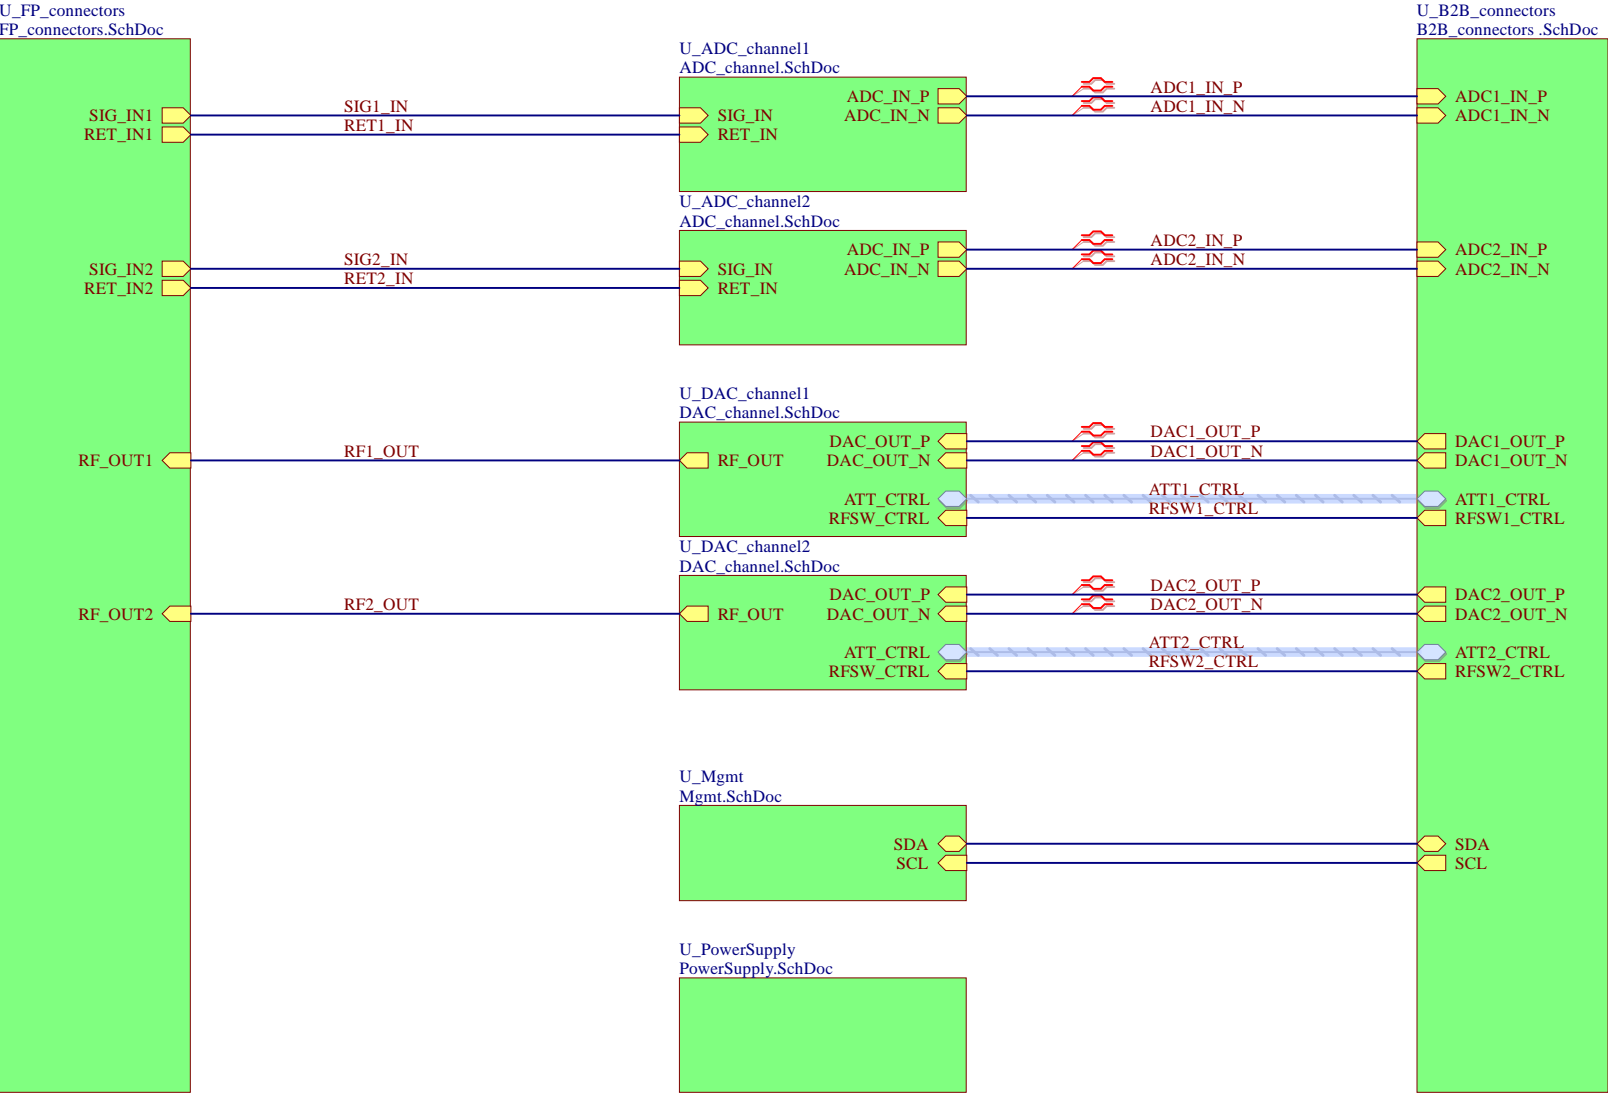 U_FP_connectors
FP_connectors.SchDoc
SIG_IN1
RET_IN1
SIG_IN2
RET_IN2
RF_OUT1
RF_OUT2
SIG1_IN
RET1_IN
SIG2_IN
RET2_IN
RF1_OUT
RF2_OUT
U_ADC_channel1
ADC_channel.SchDoc
SIG_IN
RET_IN
ADC_IN_P
ADC_IN_N
U_ADC_channel2
ADC_channel.SchDoc
SIG_IN
RET_IN
ADC_IN_P
ADC_IN_N
U_DAC_channel1
DAC_channel.SchDoc
RF_OUT
DAC_OUT_P
DAC_OUT_N
ATT_CTRL
RFSW_CTRL
U_DAC_channel2
DAC_channel.SchDoc
RF_OUT
DAC_OUT_P
DAC_OUT_N
ATT_CTRL
RFSW_CTRL
U_Mgmt
Mgmt.SchDoc
SDA
SCL
U_PowerSupply
PowerSupply.SchDoc
ADC1_IN_P
ADC1_IN_N
ADC2_IN_P
ADC2_IN_N
DAC1_OUT_P
DAC1_OUT_N
ATT1_CTRL
RFSW1_CTRL
DAC2_OUT_P
DAC2_OUT_N
ATT2_CTRL
RFSW2_CTRL
U_B2B_connectors
B2B_connectors .SchDoc
ADC1_IN_P
ADC1_IN_N
ADC2_IN_P
ADC2_IN_N
DAC1_OUT_P
DAC1_OUT_N
ATT1_CTRL
RFSW1_CTRL
DAC2_OUT_P
DAC2_OUT_N
ATT2_CTRL
RFSW2_CTRL
SDA
SCL